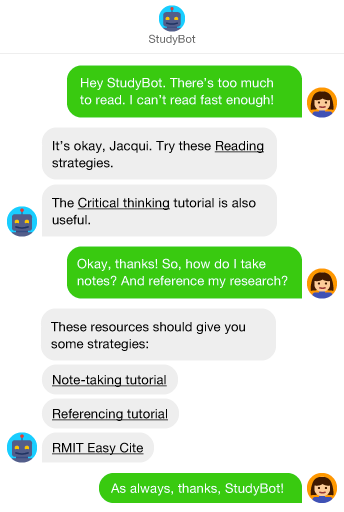 StudyBot
Hey StudyBot. There's too much
to read. I can't read fast enough!
It's okay, Jacqui. Try these Reading
strategies.
The Critical thinking tutorial is also
useful.
Okay, thanks! So, how do I take
notes? And reference my research?
These resources should give you
some strategies:
Note-taking tutorial
Referencing tutorial
RMIT Easy Cite
As always, thanks, StudyBot!